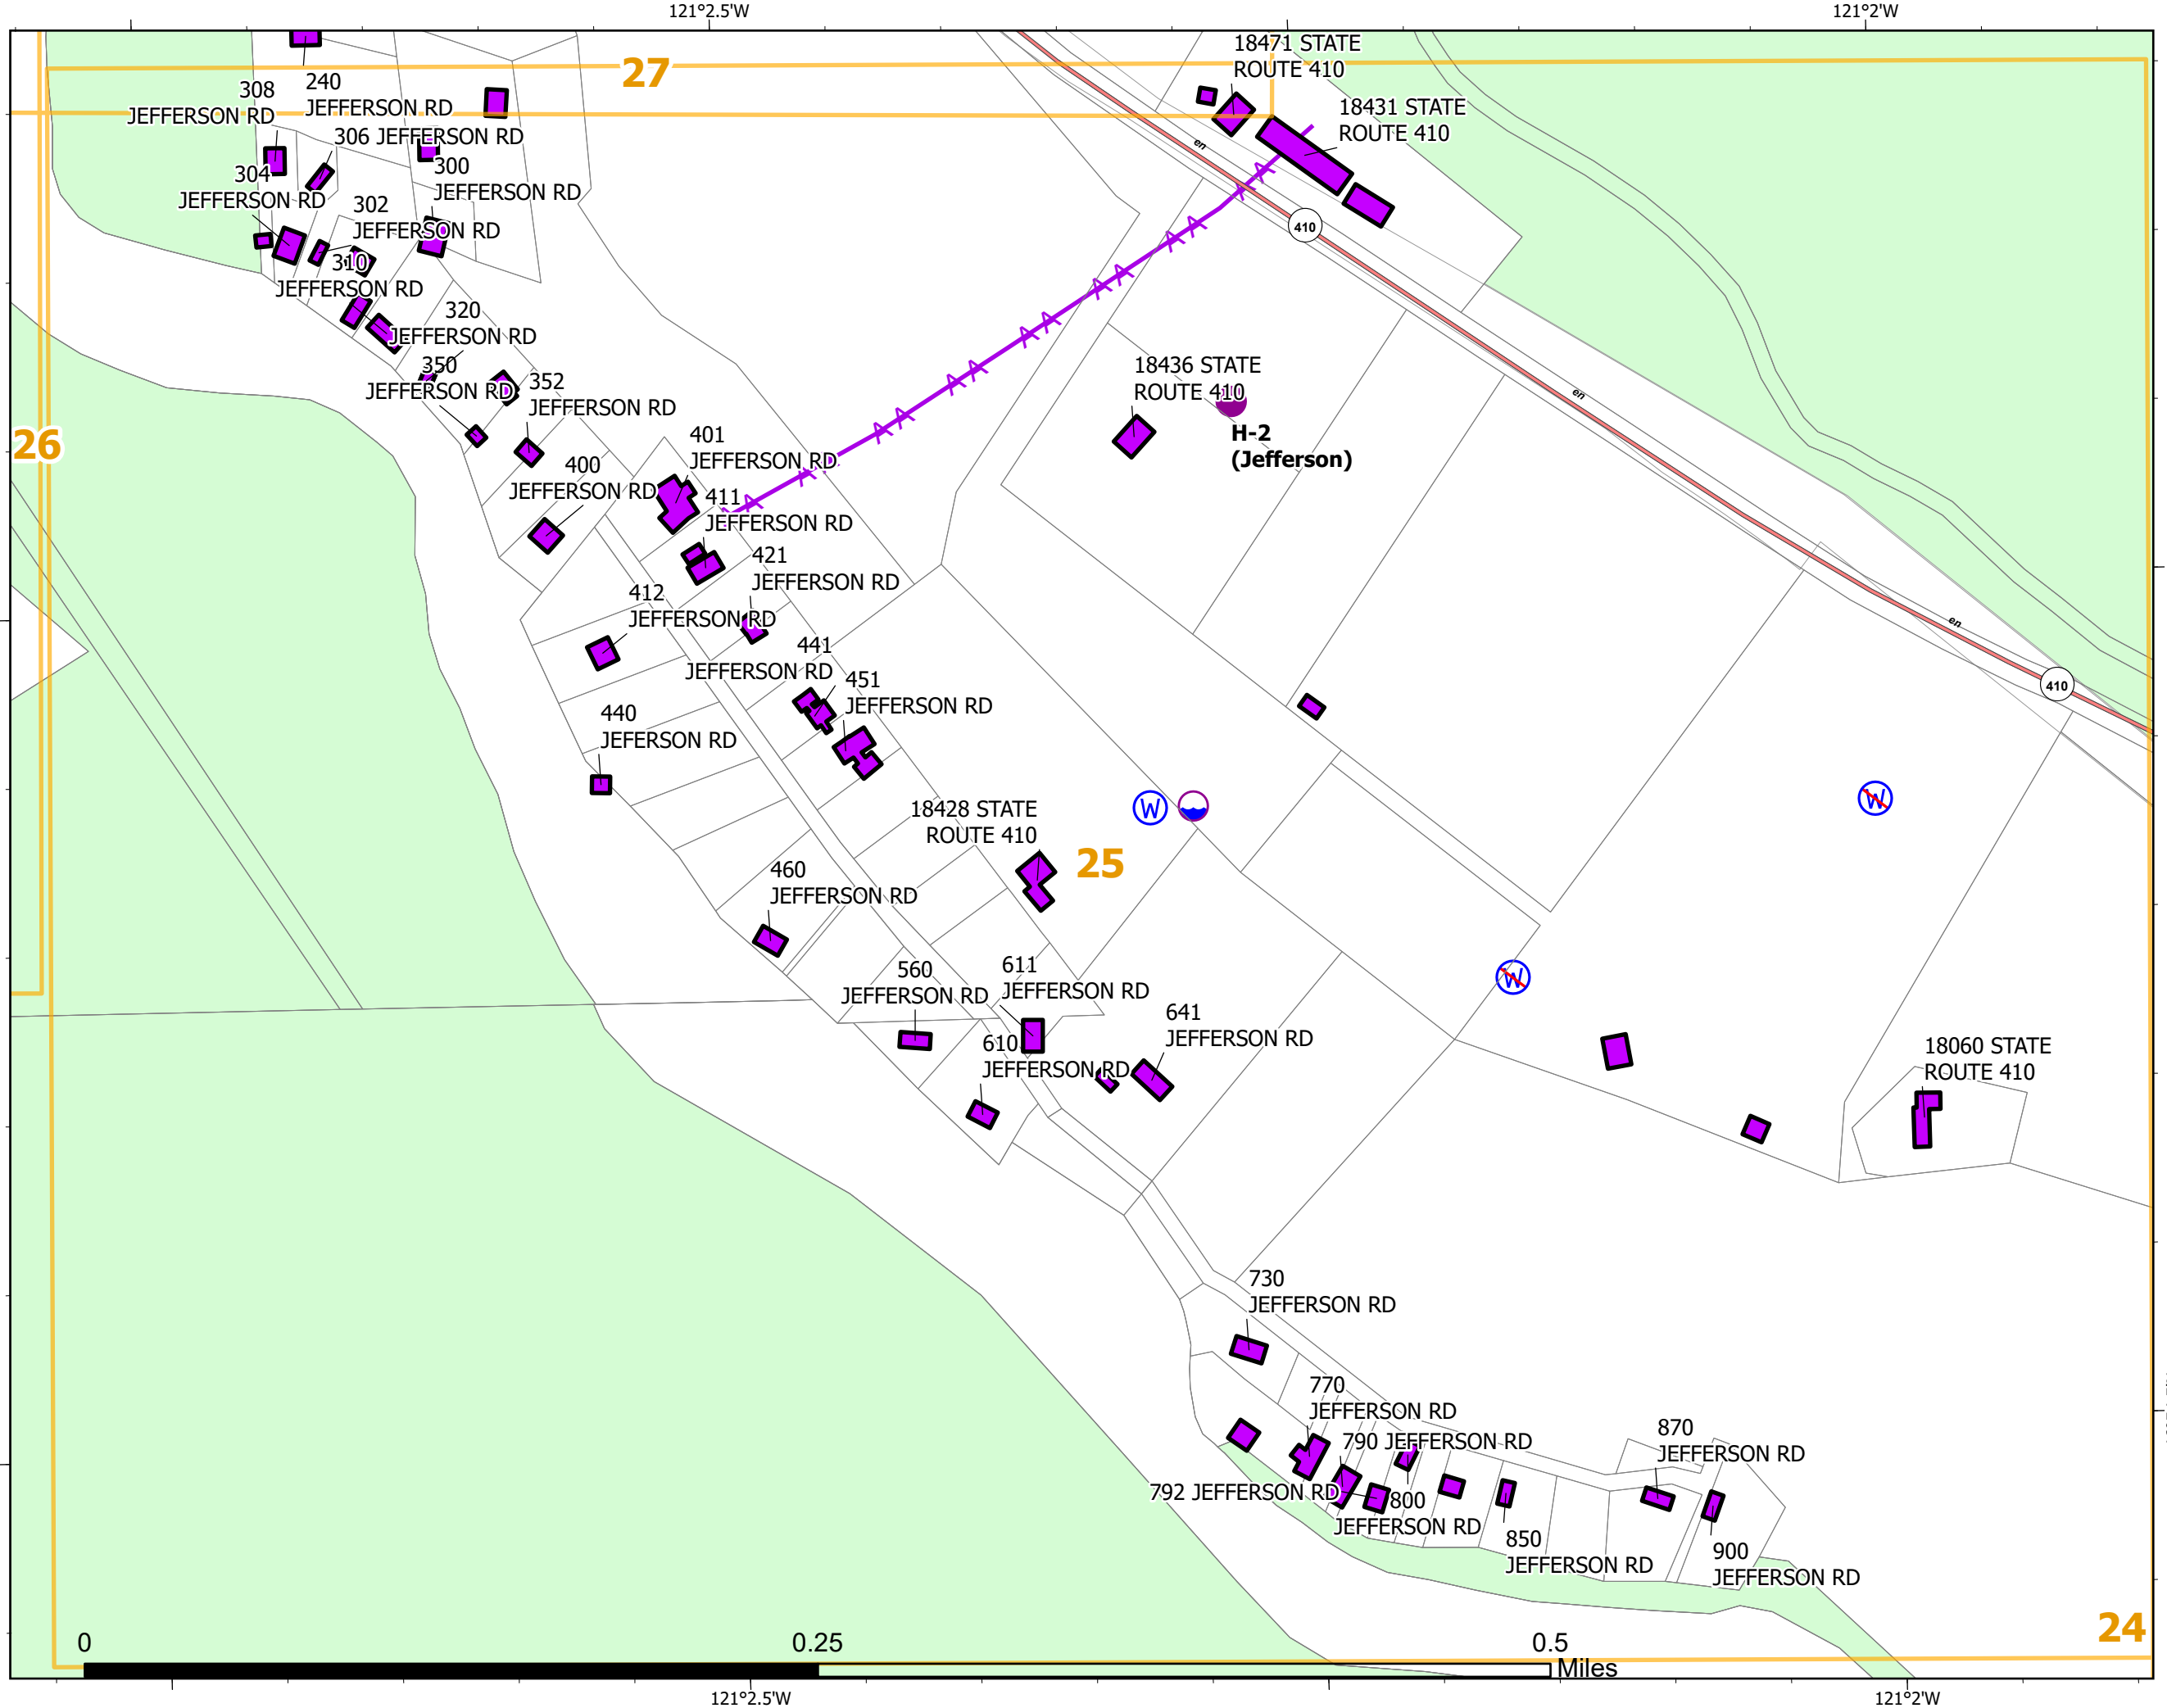 121°2.5'W
121°2'W
27
18471 STATE
ROUTE 410
240
JEFFERSON RD
308
JEFFERSON RD
18431 STATE
ROUTE 410
306 JEFFERSON RD
en
300
JEFFERSON RD
304
JEFFERSON RD
302
JEFFERSON RD
410
310
JEFFERSON RD
320
JEFFERSON RD
350
JEFFERSON RD
352
JEFFERSON RD
18436 STATE
ROUTE 410
en
H-2
(Jefferson)
26
401
JEFFERSON RD
400
JEFFERSON RD
411
JEFFERSON RD
421
JEFFERSON RD
412
JEFFERSON RD
en
441
JEFFERSON RD
451
JEFFERSON RD
410
440
JEFERSON RD
W
W
18428 STATE
ROUTE 410
25
460
JEFFERSON RD
W
560
JEFFERSON RD
611
JEFFERSON RD
641
JEFFERSON RD
610
JEFFERSON RD
18060 STATE
ROUTE 410
730
JEFFERSON RD
770
JEFFERSON RD
790 JEFFERSON RD
870
JEFFERSON RD
792 JEFFERSON RD
800
JEFFERSON RD
850
JEFFERSON RD
900
JEFFERSON RD
24
0
0.25
0.5
Miles
121°2.5'W
121°2'W